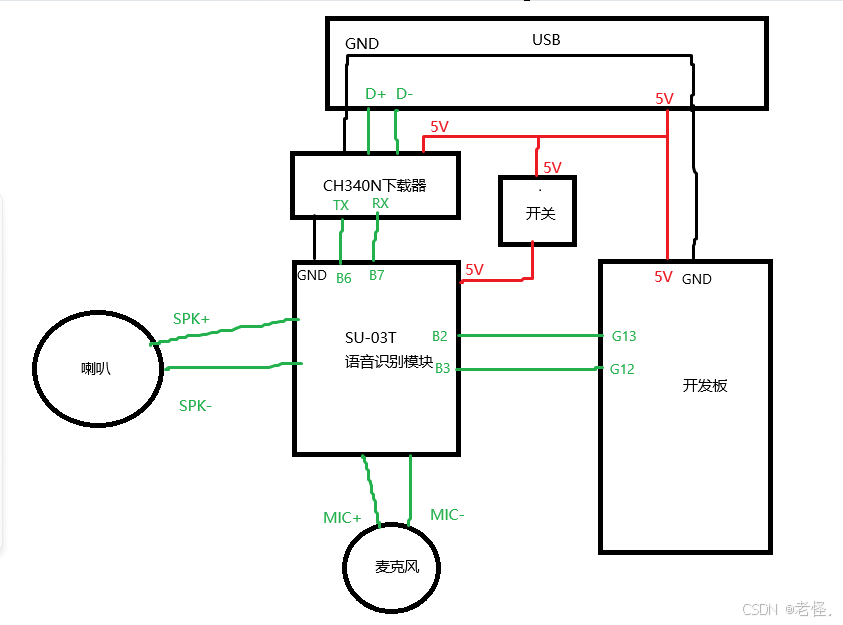 GND
USB
D+
D-
5V
5V
5V
CH340N下载器
TX
RX
开关
GND
B6
B7
5V
5V
GND
SPK+
SU-03T
语音识别模块
B2
B3
G13
G12
喇叭
开发板
SPK-
MIC+
MIC-
麦克风
CSDN @老怪.